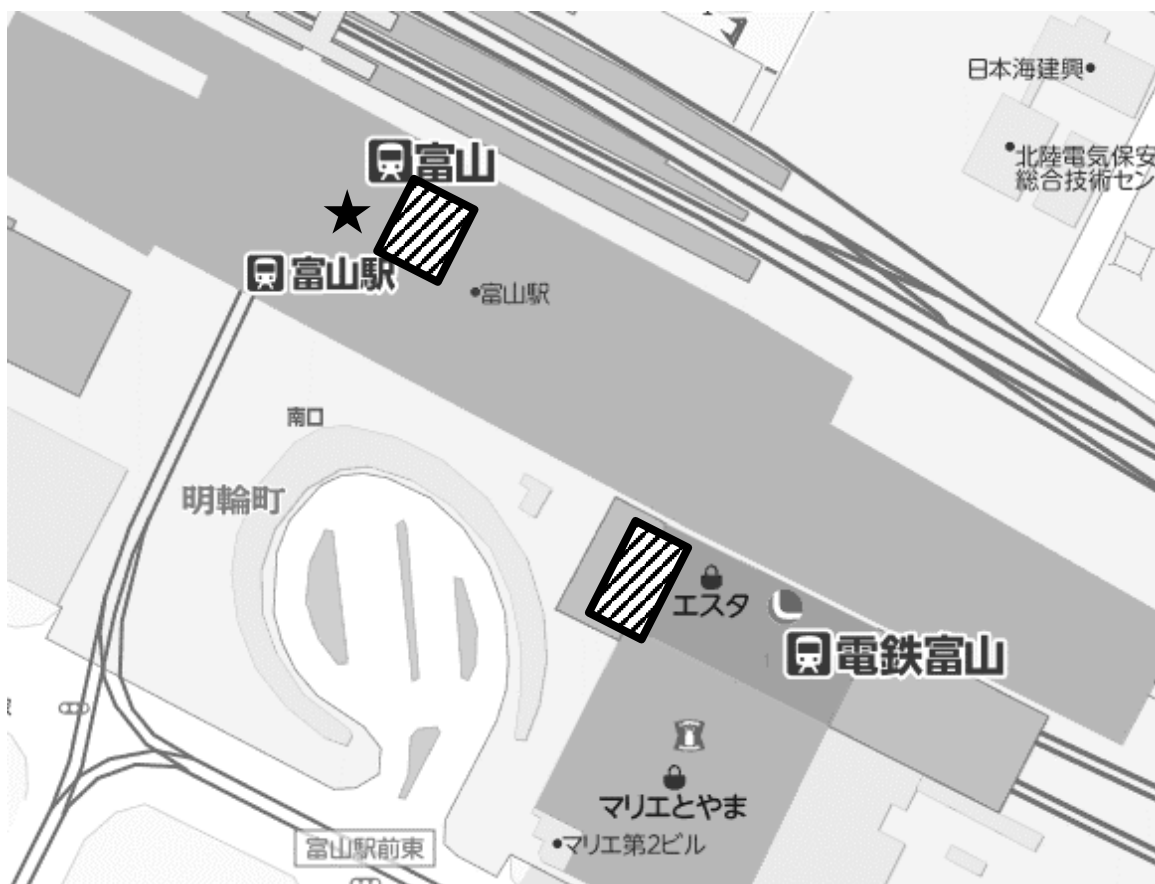 日本海建興
富山
北陸電気保安
総合技術セン
富山駅
富山駅
南口
明輪町
エスタ
電鉄富山
1
マリエとやま
マリエ第2ビル
富山駅前東